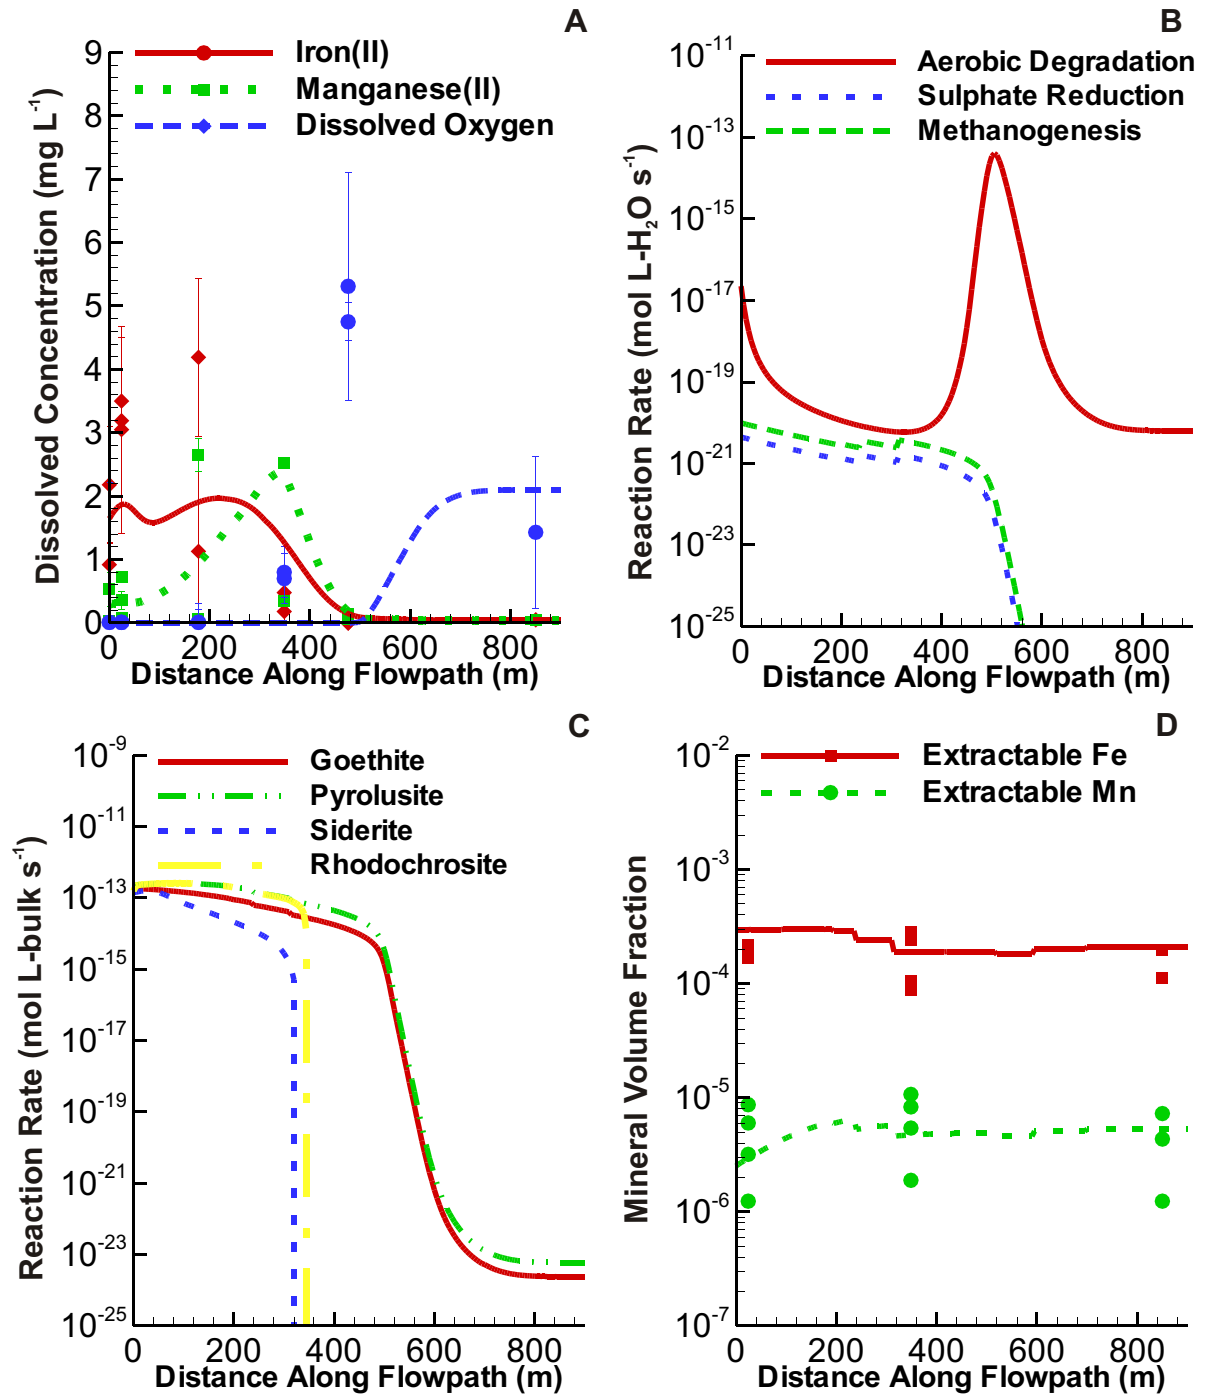 A
Iron(II)
Manganese(II)
Dissolved Oxygen
Dissolved Concentration (mg L⁻¹)
9
8
7
6
5
4
3
2
1
0
0 200 400 600 800
Distance Along Flowpath (m)
B
Aerobic Degradation
Sulphate Reduction
Methanogenesis
Reaction Rate (mol L-H₂O s⁻¹)
10⁻¹¹
10⁻¹³
10⁻¹⁵
10⁻¹⁷
10⁻¹⁹
10⁻²¹
10⁻²³
10⁻²⁵
0 200 400 600 800
Distance Along Flowpath (m)
C
Goethite
Pyrolusite
Siderite
Rhodochrosite
Reaction Rate (mol L-bulk s⁻¹)
10⁻⁹
10⁻¹¹
10⁻¹³
10⁻¹⁵
10⁻¹⁷
10⁻¹⁹
10⁻²¹
10⁻²³
10⁻²⁵
0 200 400 600 800
Distance Along Flowpath (m)
D
Extractable Fe
Extractable Mn
Mineral Volume Fraction
10⁻²
10⁻³
10⁻⁴
10⁻⁵
10⁻⁶
10⁻⁷
0 200 400 600 800
Distance Along Flowpath (m)